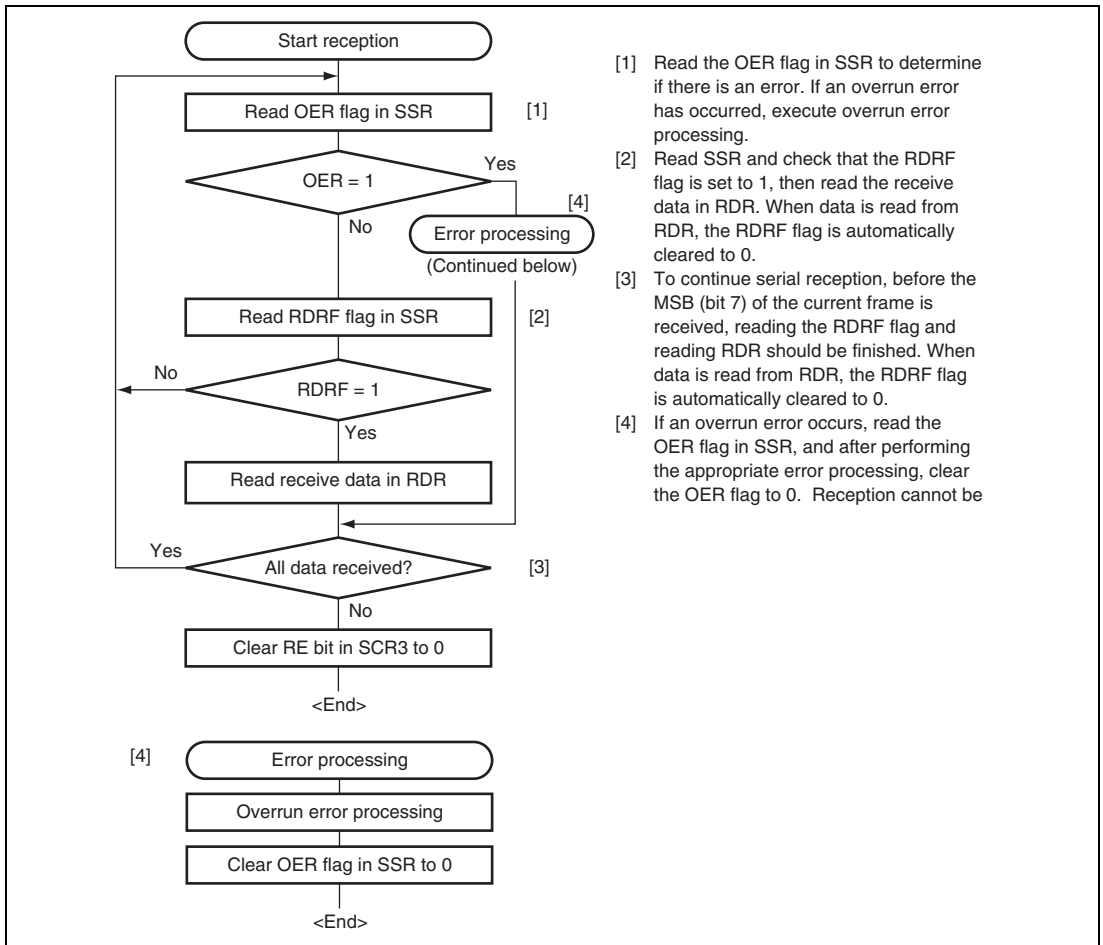 Start reception
Read OER flag in SSR
[1]
OER = 1
Yes
No
[4]
Error processing
(Continued below)
Read RDRF flag in SSR
[2]
No
RDRF = 1
Yes
Read receive data in RDR
Yes
All data received?
[3]
No
Clear RE bit in SCR3 to 0
<End>
[4]
Error processing
Overrun error processing
Clear OER flag in SSR to 0
<End>
[1] Read the OER flag in SSR to determine
if there is an error. If an overrun error
has occurred, execute overrun error
processing.
[2] Read SSR and check that the RDRF
flag is set to 1, then read the receive
data in RDR. When data is read from
RDR, the RDRF flag is automatically
cleared to 0.
[3] To continue serial reception, before the
MSB (bit 7) of the current frame is
received, reading the RDRF flag and
reading RDR should be finished. When
data is read from RDR, the RDRF flag
is automatically cleared to 0.
[4] If an overrun error occurs, read the
OER flag in SSR, and after performing
the appropriate error processing, clear
the OER flag to 0. Reception cannot be